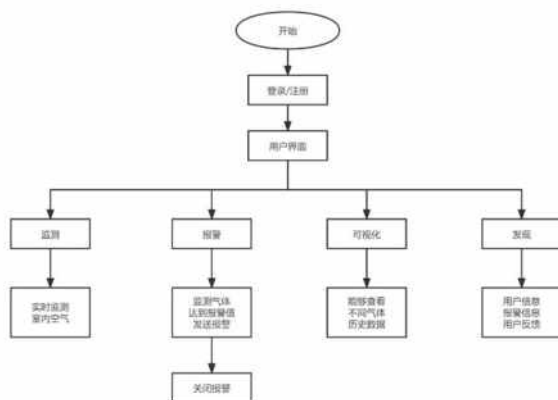 开始
登录/注册
用户界面
监测
报警
可视化
发现
实时监测
室内空气
监测气体
达到报警值
发送报警
能够查看
不同气体
历史数据
用户信息
报警信息
用户反馈
关闭报警